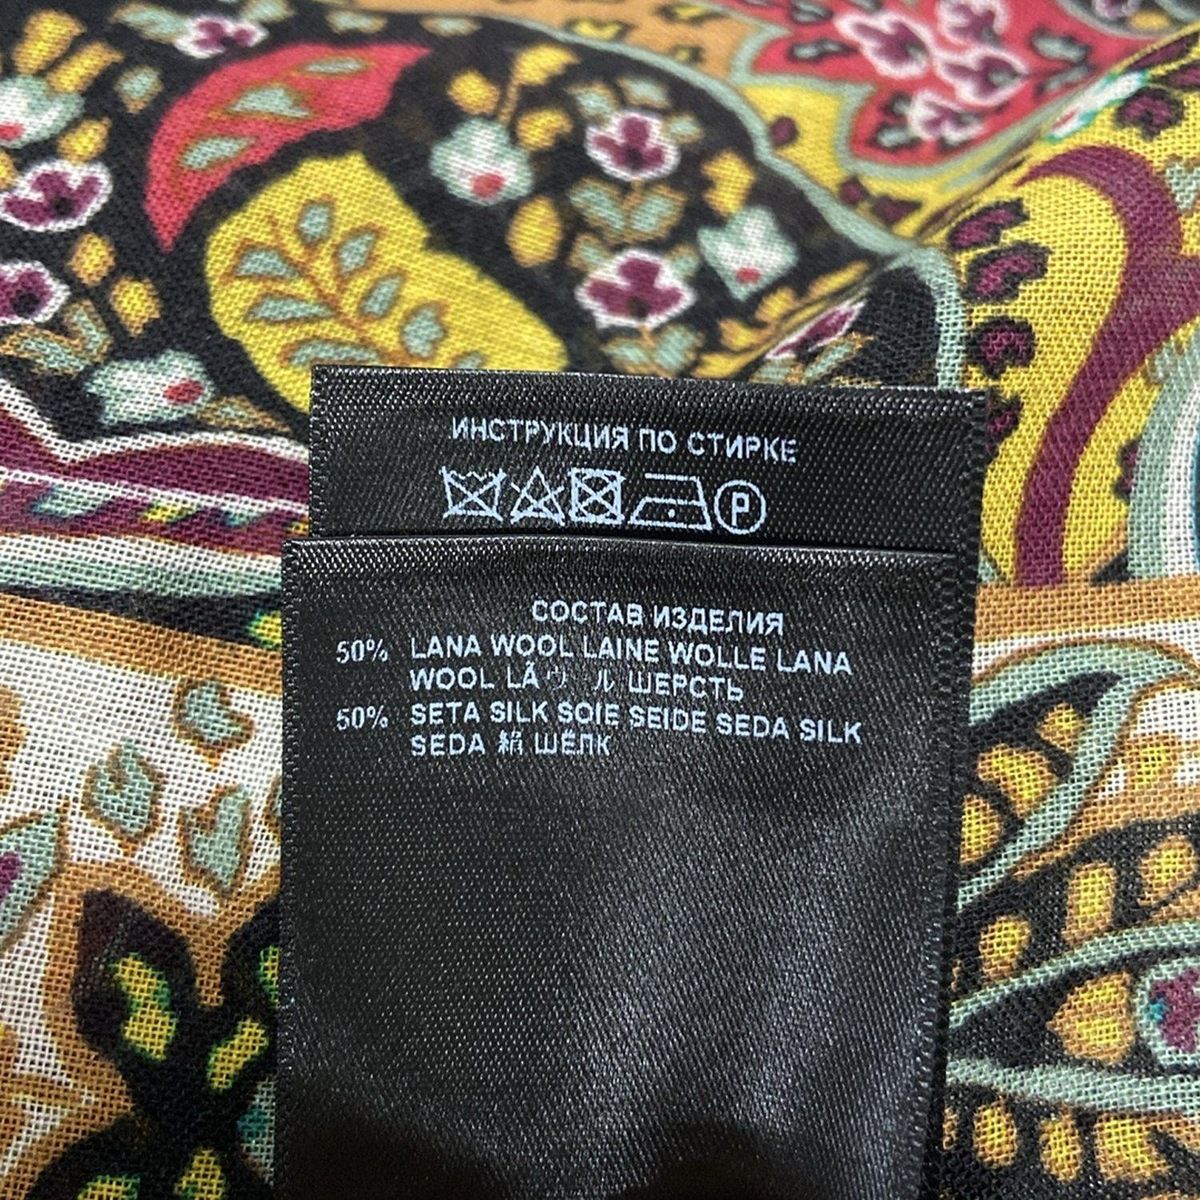 ИНСТРУКЦИЯ ПО СТИРКЕ
P
СОСТАВ ИЗДЕЛИЯ
50% LANA WOOL LAINE WOLLE LANA
WOOL LÃ ウール ШЕРСТЬ
50% SETA SILK SOIE SEIDE SEDA SILK
SEDA 絹 ШЁЛК